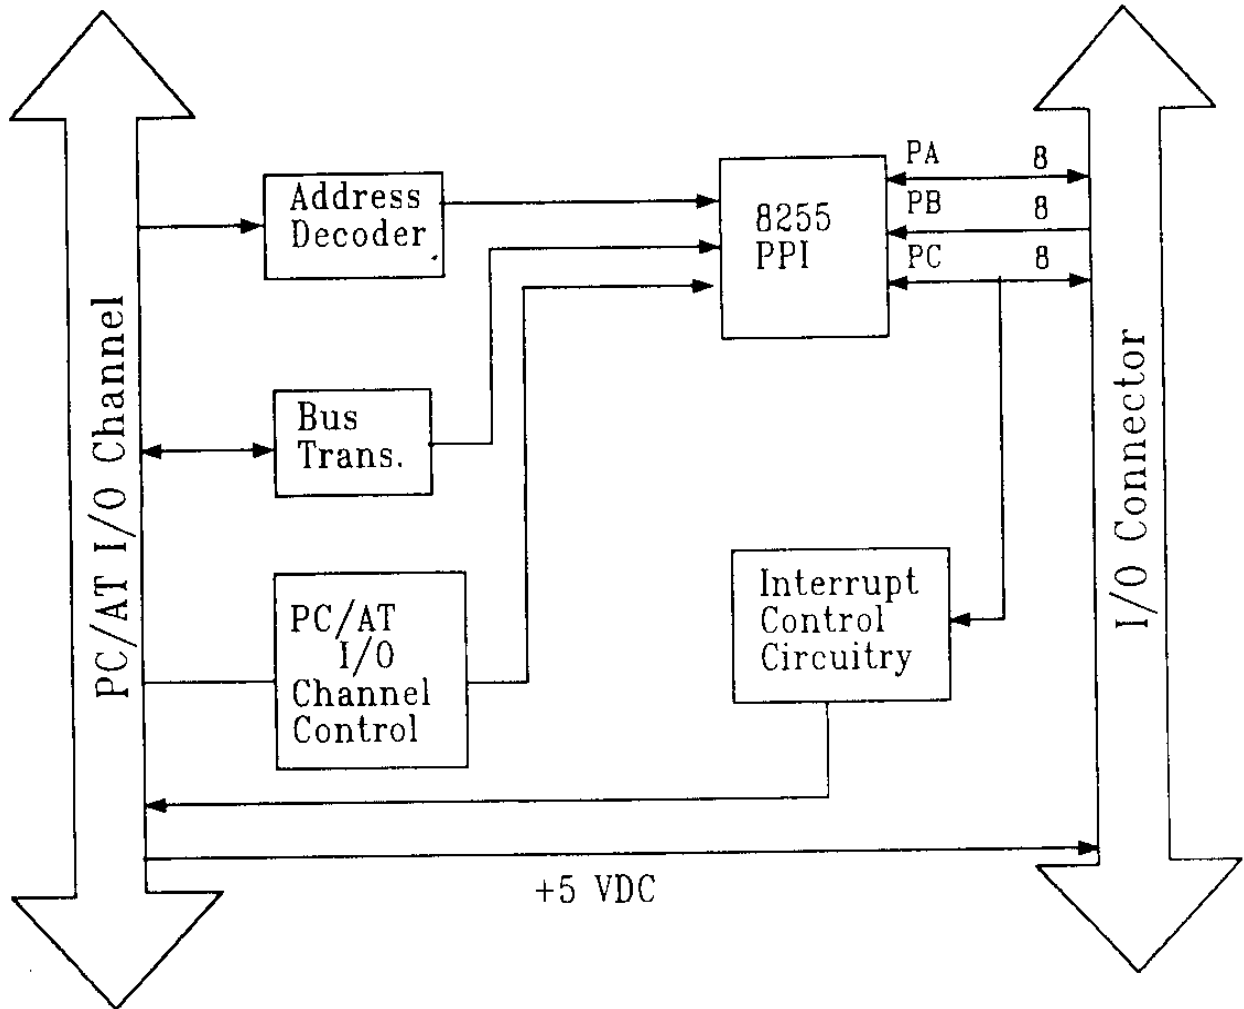 PC/AT I/O Channel
Address
Decoder
Bus
Trans.
PC/AT
I/O
Channel
Control
8255
PPI
PA 8
PB 8
PC 8
Interrupt
Control
Circuitry
I/O Connector
+5 VDC